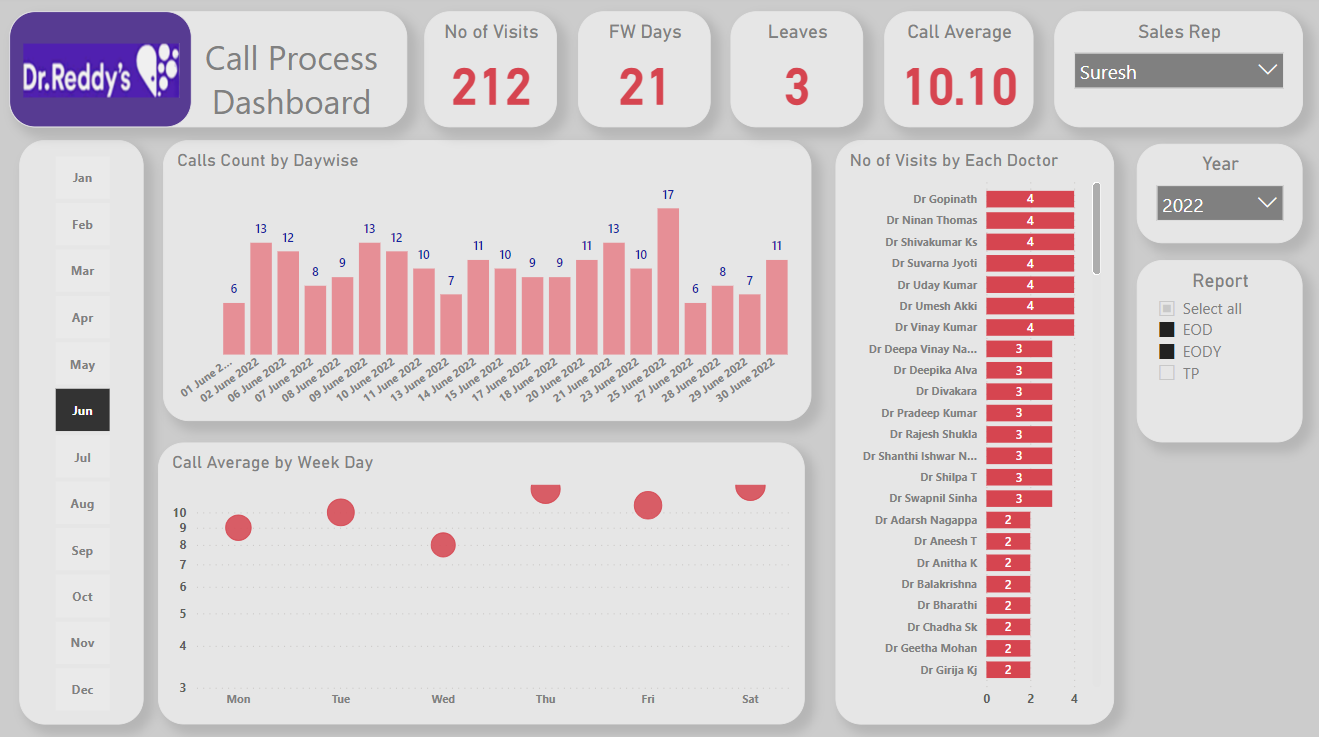 Dr.Reddy's
Call Process
Dashboard
No of Visits
212
FW Days
21
Leaves
3
Call Average
10.10
Sales Rep
Suresh
Jan
Feb
Mar
Apr
May
Jun
Jul
Aug
Sep
Oct
Nov
Dec
Calls Count by Daywise
6 13 12 8 9 13 12 10 7 11 10 9 9 11 13 10 17 6 8 7 11
01 June 2...
02 June 2022
06 June 2022
07 June 2022
08 June 2022
09 June 2022
10 June 2022
11 June 2022
13 June 2022
14 June 2022
15 June 2022
17 June 2022
18 June 2022
20 June 2022
21 June 2022
23 June 2022
25 June 2022
27 June 2022
28 June 2022
29 June 2022
30 June 2022
Call Average by Week Day
10
9
8
7
6
5
4
3
Mon Tue Wed Thu Fri Sat
No of Visits by Each Doctor
Dr Gopinath 4
Dr Ninan Thomas 4
Dr Shivakumar Ks 4
Dr Suvarna Jyoti 4
Dr Uday Kumar 4
Dr Umesh Akki 4
Dr Vinay Kumar 4
Dr Deepa Vinay Na... 3
Dr Deepika Alva 3
Dr Divakara 3
Dr Pradeep Kumar 3
Dr Rajesh Shukla 3
Dr Shanthi Ishwar N... 3
Dr Shilpa T 3
Dr Swapnil Sinha 3
Dr Adarsh Nagappa 2
Dr Aneesh T 2
Dr Anitha K 2
Dr Balakrishna 2
Dr Bharathi 2
Dr Chadha Sk 2
Dr Geetha Mohan 2
Dr Girija Kj 2
0 2 4
Year
2022
Report
Select all
EOD
EODY
TP